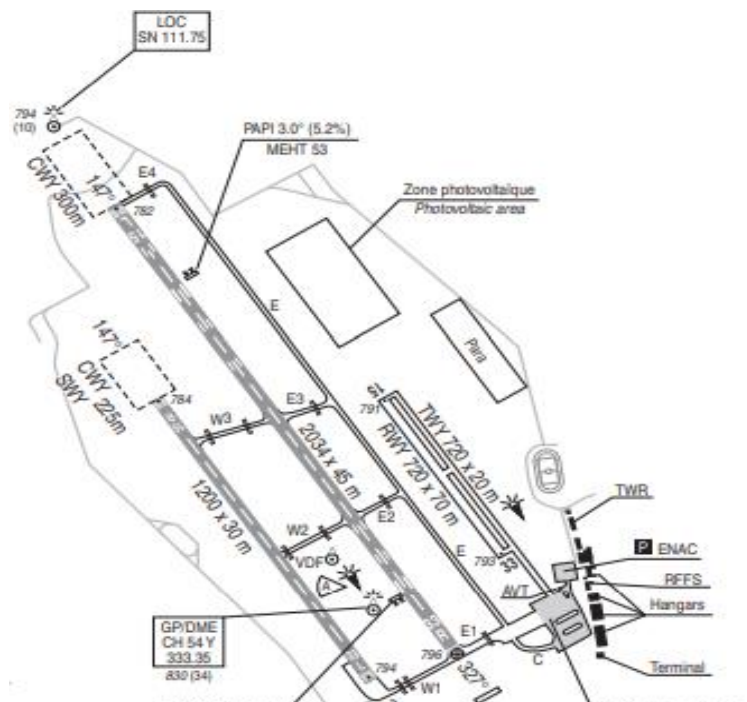 LOC
SN 111.75
794
(10)
PAPI 3.0° (5.2%)
MEHT 53
E4
CWY 300m
147°
782
Zone photovoltaïque
Photovoltaic area
E
Para
147°
CWY 225m
SWY
784
W3
E3
791
TWY 720 x 20 m
RWY 720 x 70 m
2034 x 45 m
1200 x 30 m
W2
E2
VDF
A
E
793
TWR
P ENAC
RFFS
AVT
Hangars
GP/DME
CH 54 Y
333.35
830 (34)
E1
C
794
796
327°
W1
Terminal